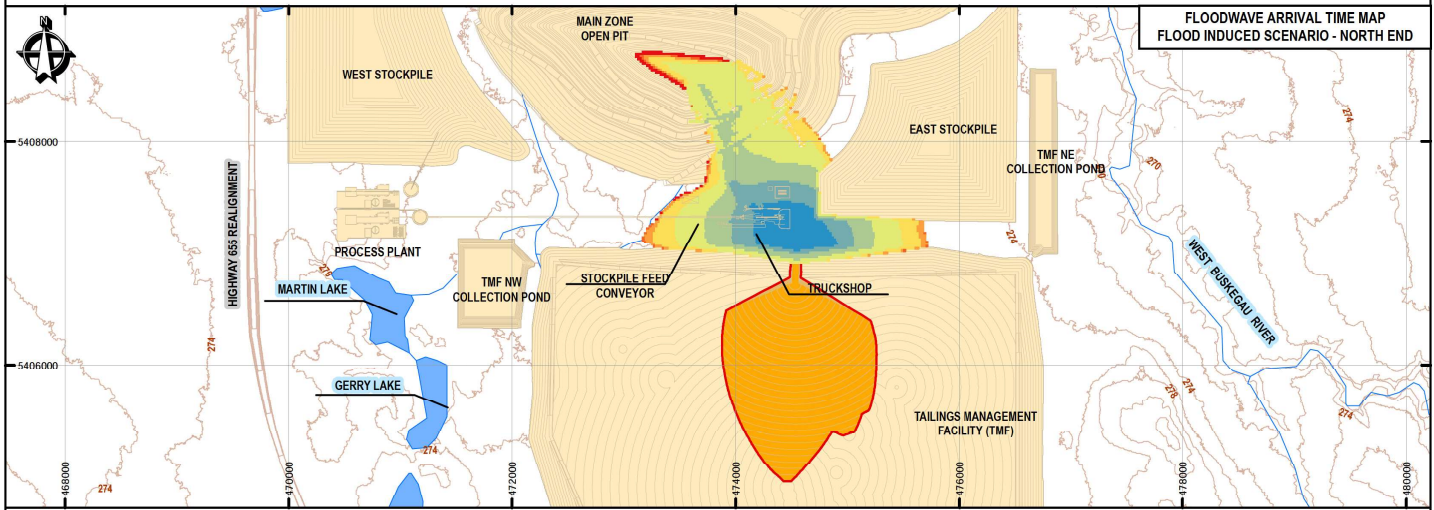 FLOODWAVE ARRIVAL TIME MAP
FLOOD INDUCED SCENARIO - NORTH END
N
MAIN ZONE
OPEN PIT
WEST STOCKPILE
EAST STOCKPILE
274
5408000
TMF NE
COLLECTION POND
270
270
HIGHWAY 655 REALIGNMENT
PROCESS PLANT
274
WEST BUSKEGAU RIVER
278
MARTIN LAKE
TMF NW
COLLECTION POND
STOCKPILE FEED
CONVEYOR
TRUCKSHOP
274
5406000
GERRY LAKE
274
278
274
TAILINGS MANAGEMENT
FACILITY (TMF)
274
274
468000
470000
472000
474000
476000
478000
480000